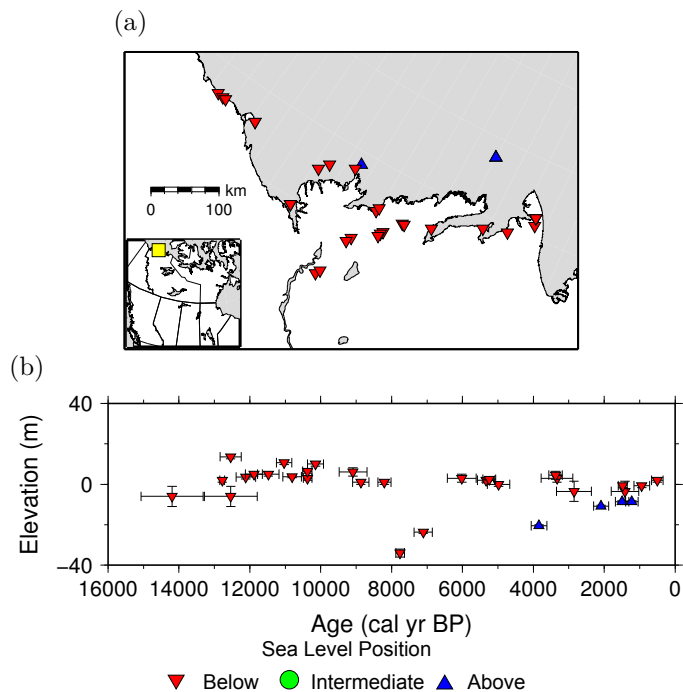 (a)
km
0 100
(b)
40
0
−40
Elevation (m)
16000 14000 12000 10000 8000 6000 4000 2000 0
Age (cal yr BP)
Sea Level Position
Below Intermediate Above